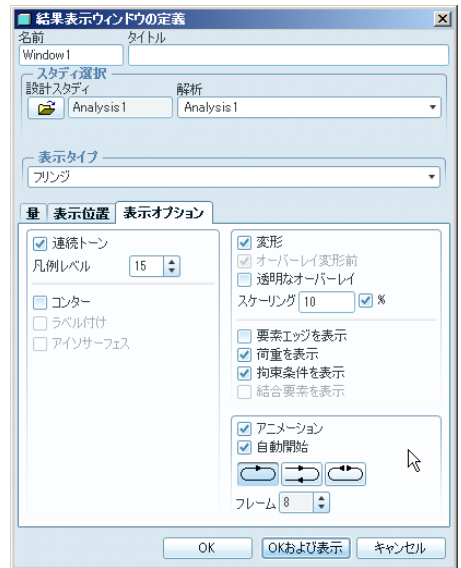 結果表示ウィンドウの定義
名前 タイトル
Window1
スタディ選択
設計スタディ 解析
Analysis1 Analysis1
表示タイプ
フリンジ
量 表示位置 表示オプション
連続トーン
凡例レベル 15
コンター
ラベル付け
アイソサーフェス
変形
オーバーレイ変形前
透明なオーバーレイ
スケーリング 10 %
要素エッジを表示
荷重を表示
拘束条件を表示
結合要素を表示
アニメーション
自動開始
フレーム 8
OK OKおよび表示 キャンセル